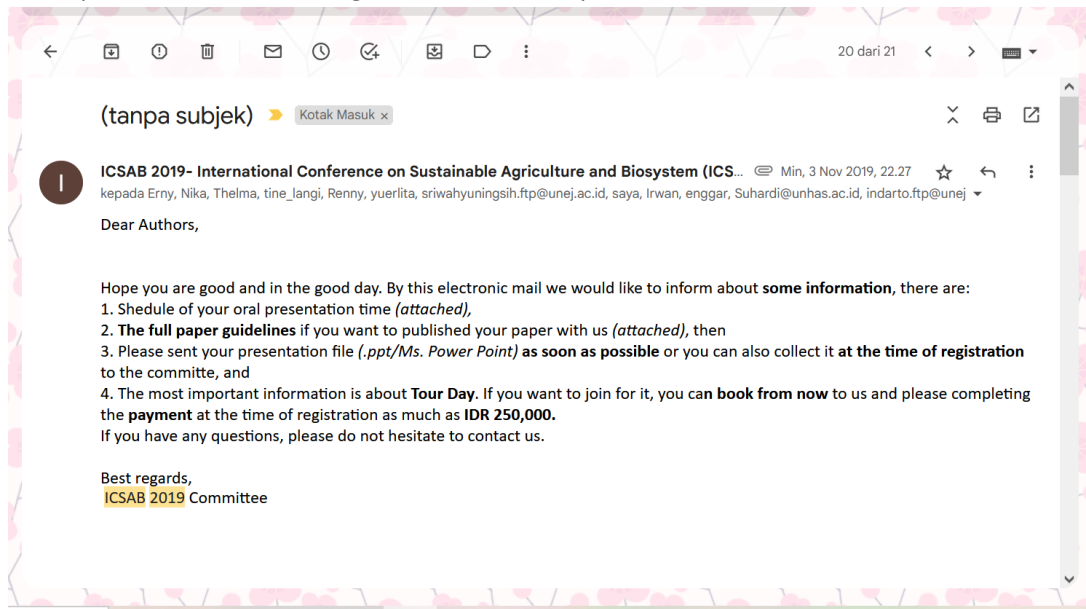 20 dari 21
(tanpa subjek) Kotak Masuk ×
ICSAB 2019- International Conference on Sustainable Agriculture and Biosystem (ICS... Min, 3 Nov 2019, 22.27
kepada Erny, Nika, Thelma, tine_langi, Renny, yuerlita, sriwahyuningsih.ftp@unej.ac.id, saya, Irwan, enggar, Suhardi@unhas.ac.id, indarto.ftp@unej
I
Dear Authors,
Hope you are good and in the good day. By this electronic mail we would like to inform about some information, there are:
1. Shedule of your oral presentation time (attached),
2. The full paper guidelines if you want to published your paper with us (attached), then
3. Please sent your presentation file (.ppt/Ms. Power Point) as soon as possible or you can also collect it at the time of registration
to the committe, and
4. The most important information is about Tour Day. If you want to join for it, you can book from now to us and please completing
the payment at the time of registration as much as IDR 250,000.
If you have any questions, please do not hesitate to contact us.
Best regards,
ICSAB 2019 Committee